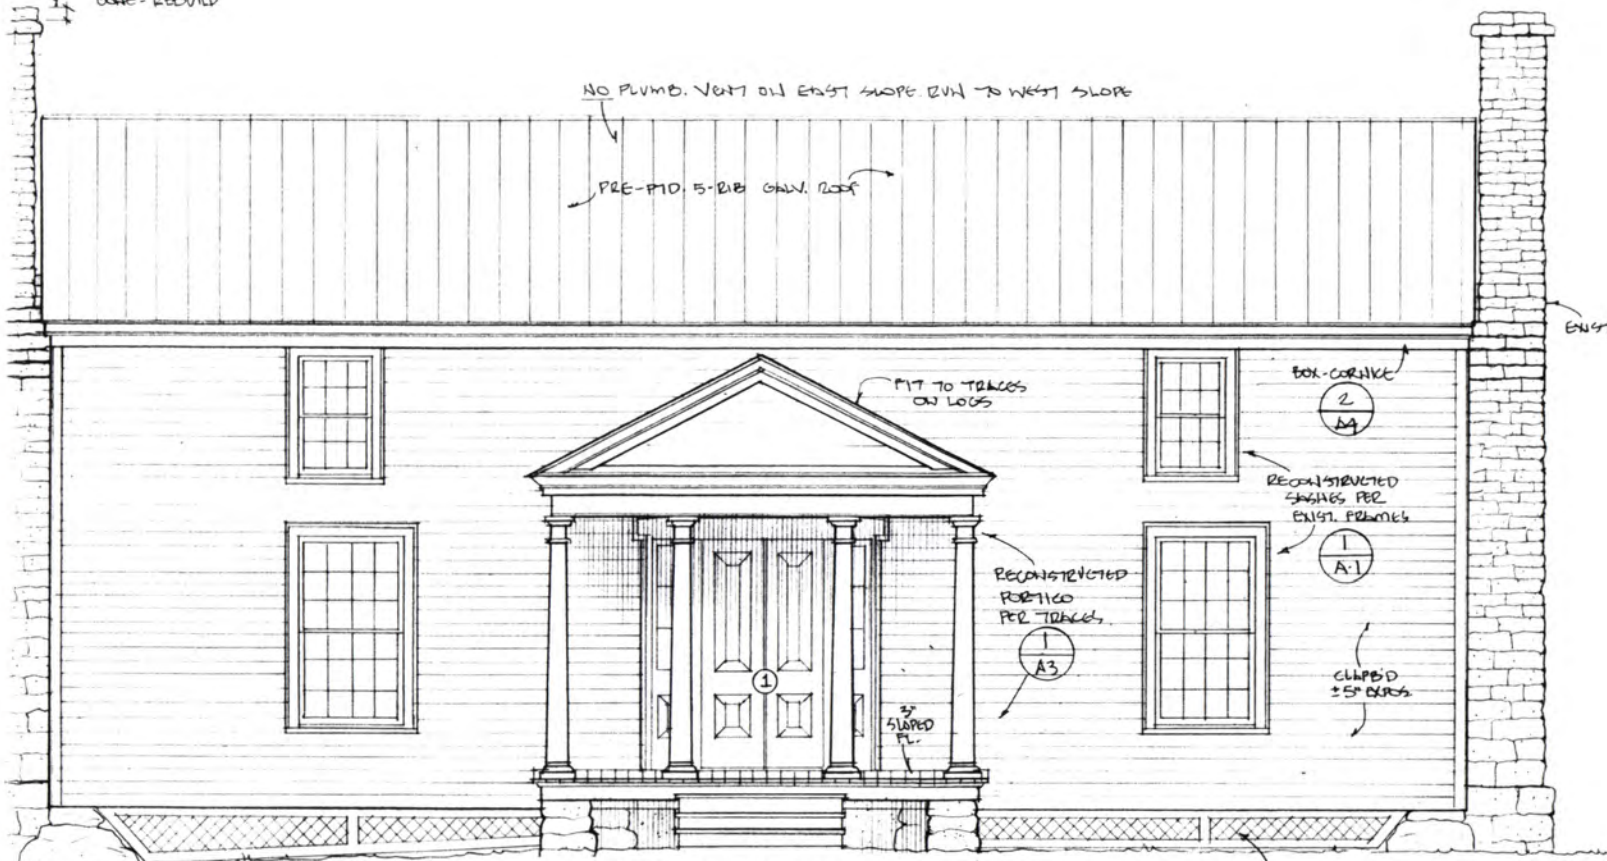 NO PLUMB. VENT ON EAST SLOPE. RUN TO WEST SLOPE
PRE-PTD. 5-RIB GALV. ROOF
EXIST
BOX-CORNICE
2
A4
FIT TO TRACES
ON LOGS
RECONSTRUCTED
SASHES PER
EXIST. FRAMES
1
A·1
RECONSTRUCTED
PORTICO
PER TRACES.
1
A3
CLAPB'D
±5" EXPOS.
1
3"
SLOPED
FL.